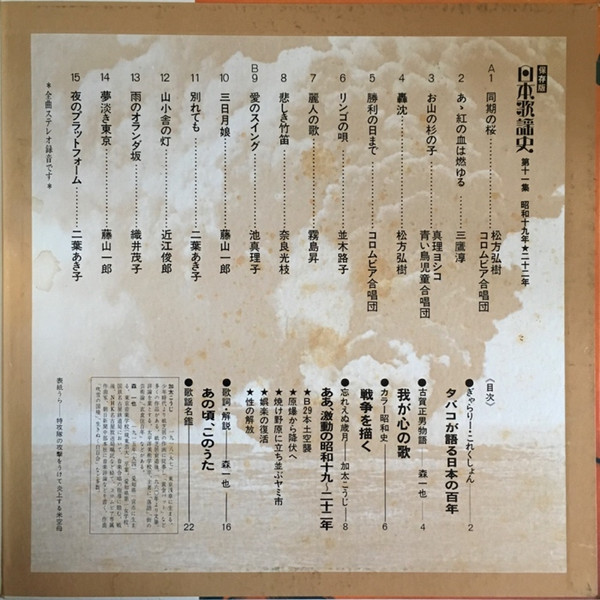 保存版
日本歌謡史
第十一集 昭和十九年★二十二年
A1 同期の桜…………松方弘樹
コロムビア合唱団
2 あゝ紅の血は燃ゆる…………三鷹淳
3 お山の杉の子…………真理ヨシコ
青い鳥児童合唱団
4 轟沈…………松方弘樹
5 勝利の日まで…………コロムビア合唱団
6 リンゴの唄…………並木路子
7 麗人の歌…………霧島昇
8 悲しき竹笛…………奈良光枝
B9 愛のスイング…………池真理子
10 三日月娘…………藤山一郎
11 別れても…………二葉あき子
12 山小舎の灯…………近江俊郎
13 雨のオランダ坂…………織井茂子
14 夢淡き東京…………藤山一郎
15 夜のプラットフォーム…………二葉あき子
＊全曲ステレオ録音です＊
〈目次〉
●ぎゃらりー・これくしょん
タバコが語る日本の百年――2
●古賀正男物語――森一也
我が心の歌――4
●カラー昭和史
戦争を描く――6
●忘れえぬ歳月――加太こうじ――8
ああ、激動の昭和十九~二十二年
★B29本土空襲
★原爆から降伏へ
★焼け野原に立ち並ぶヤミ市
★娯楽の復活
★性の解放
●歌詞・解説――森一也
あの頃、このうた――16
●歌謡名鑑――22
加太こうじ
森一也
表紙うら――特攻隊の攻撃をうけて炎上する米空母